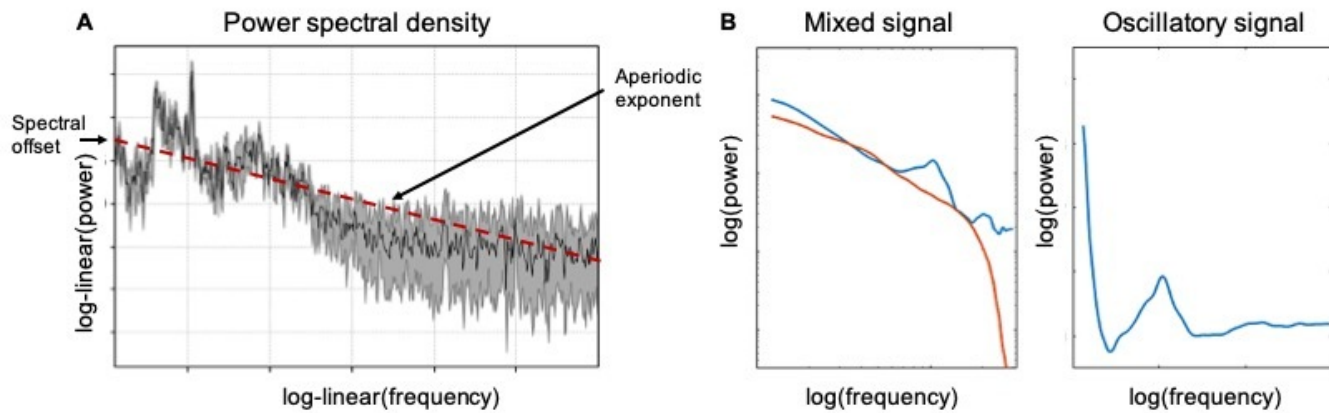 A
Power spectral density
Spectral
offset
Aperiodic
exponent
log-linear(power)
log-linear(frequency)
B
Mixed signal
log(power)
log(frequency)
Oscillatory signal
log(power)
log(frequency)